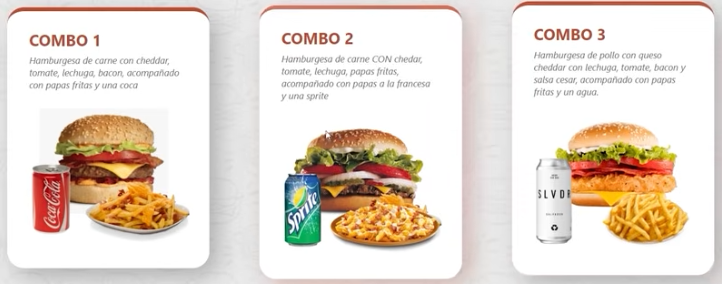 COMBO 1
Hamburgesa de carne con cheddar,
tomate, lechuga, bacon, acompañado
con papas fritas y una coca
Coca-Cola
COMBO 2
Hamburgesa de carne CON chedar,
tomate, lechuga, papas fritas,
acompañado con papas a la francesa
y una sprite
Sprite
COMBO 3
Hamburgesa de pollo con queso
cheddar con lechuga, tomate, bacon y
salsa cesar, acompañado con papas
fritas y un agua.
SLVDR